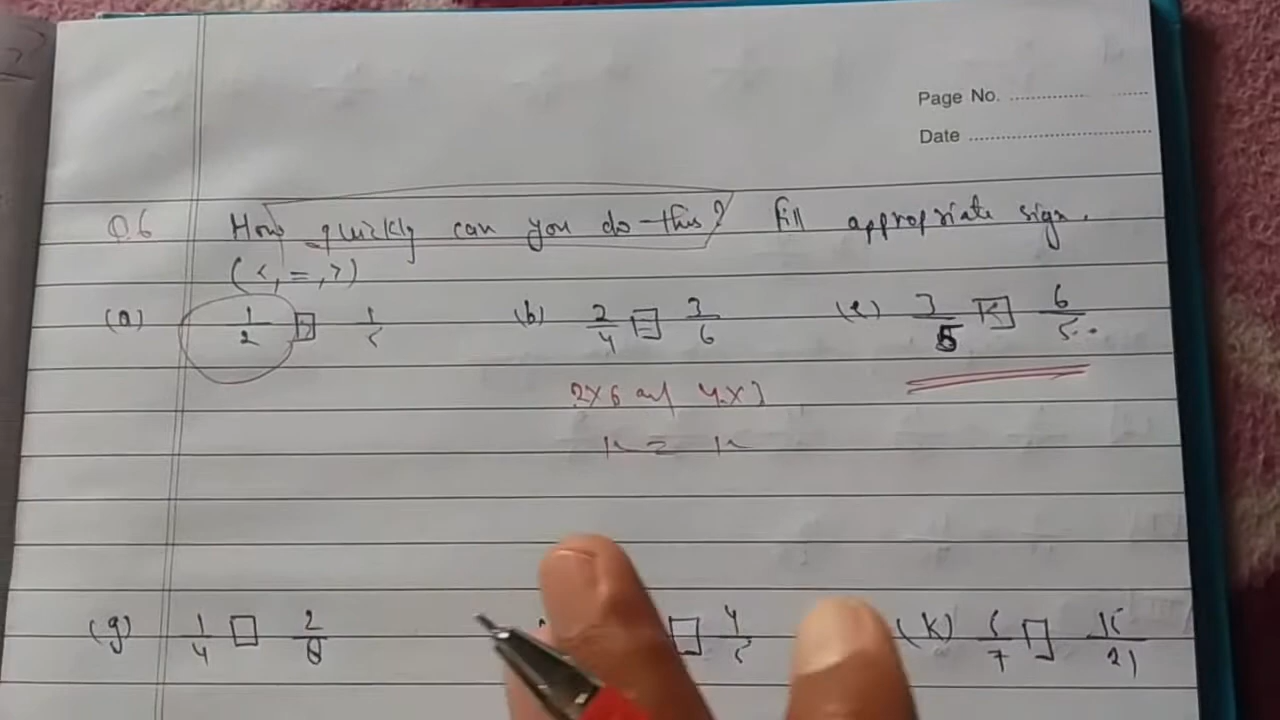 Page No. ....................
Date ....................
Q.6 How quickly can you do this? fill appropriate sign.
(<, =, >)
(a) 1/2 > 1/5 (b) 2/4 = 3/6 (e) 3/5 < 6/5.
2×6 and 4×3
12 = 12
(g) 1/4 □ 2/8 □ 4/5 (k) 5/7 □ 15/21